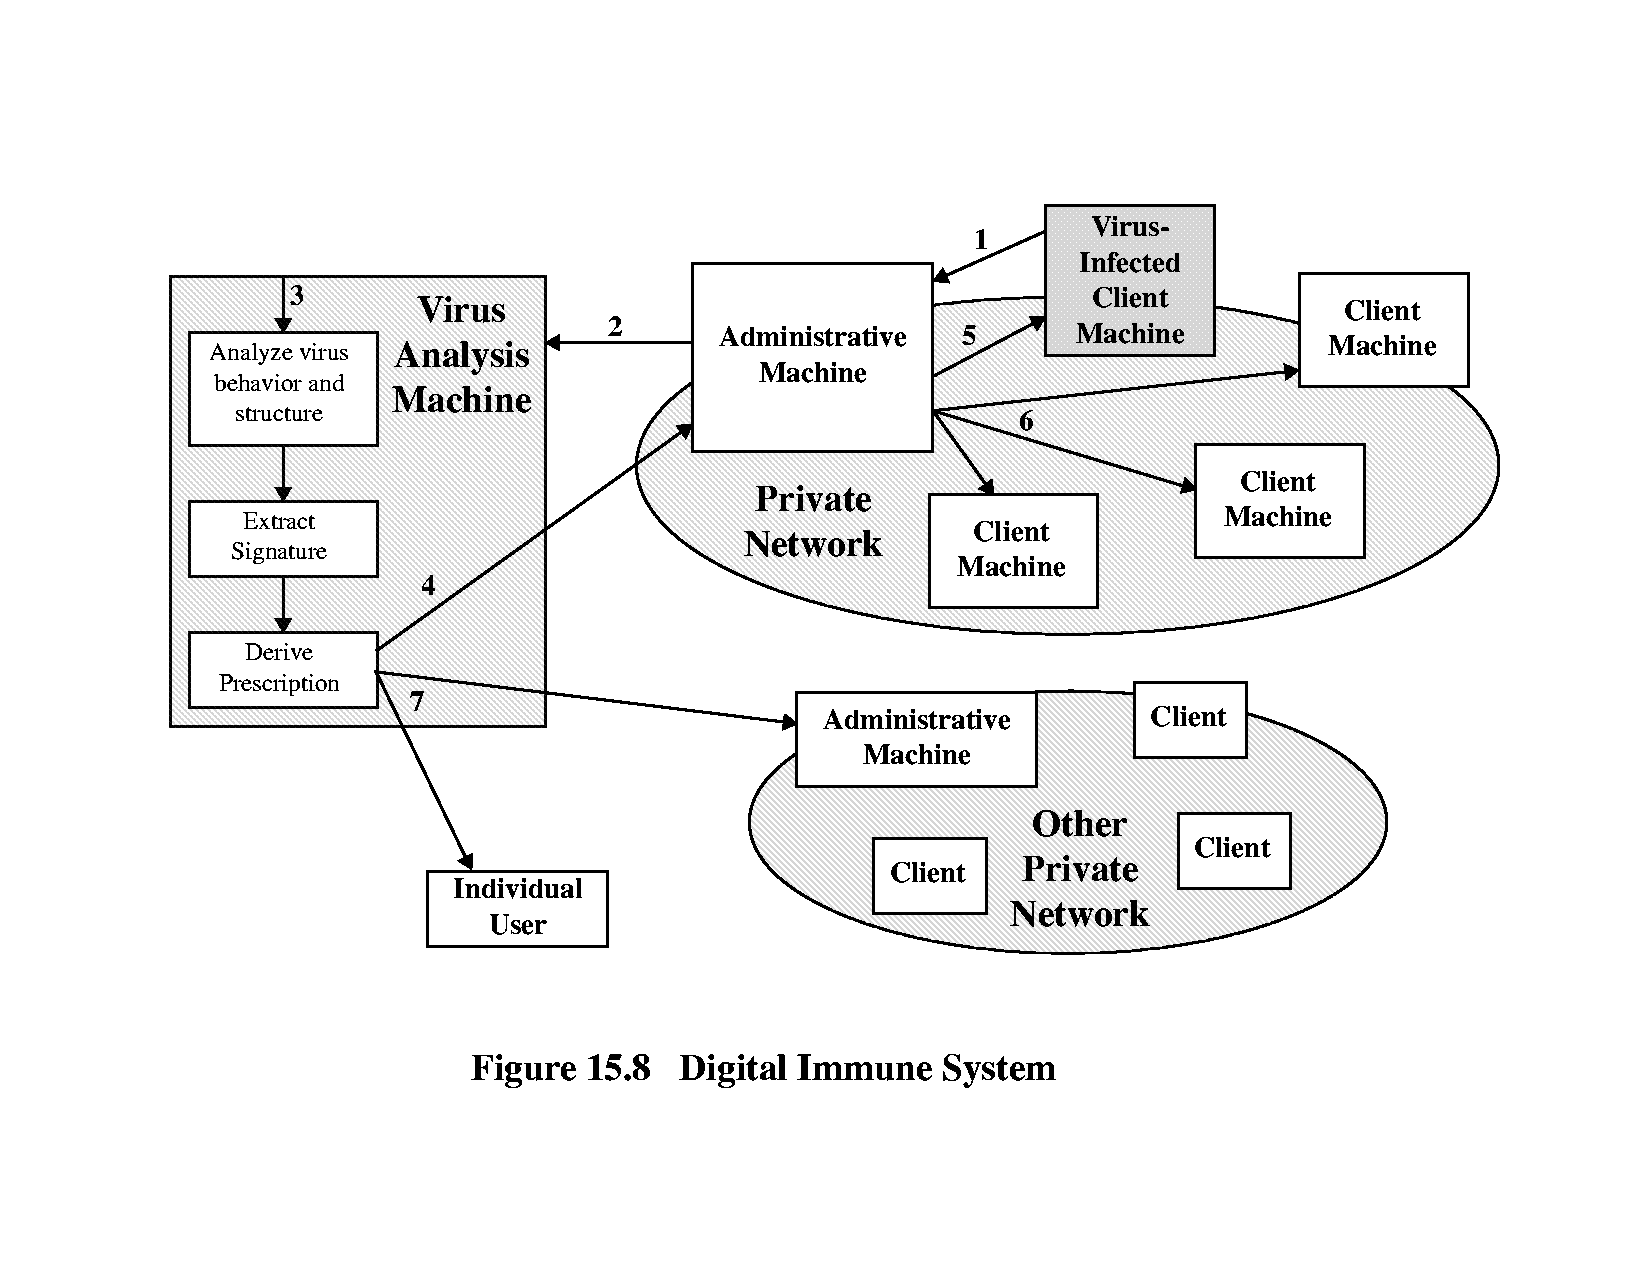 3
Virus
Analysis
Machine
Analyze virus
behavior and
structure
Extract
Signature
Derive
Prescription
2
4
7
Administrative
Machine
1
5
6
Virus-
Infected
Client
Machine
Client
Machine
Client
Machine
Client
Machine
Private
Network
Administrative
Machine
Client
Client
Client
Other
Private
Network
Individual
User
Figure 15.8 Digital Immune System